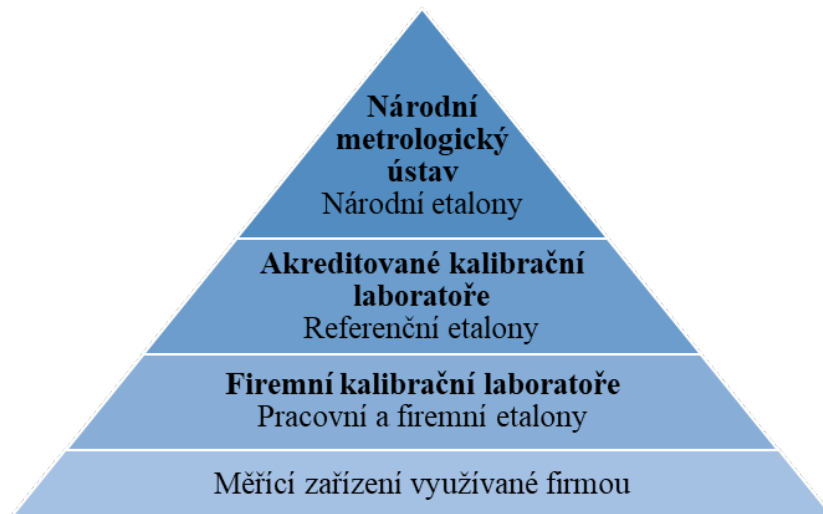 Národní
metrologický
ústav
Národní etalony
Akreditované kalibrační
laboratoře
Referenční etalony
Firemní kalibrační laboratoře
Pracovní a firemní etalony
Měřící zařízení využívané firmou